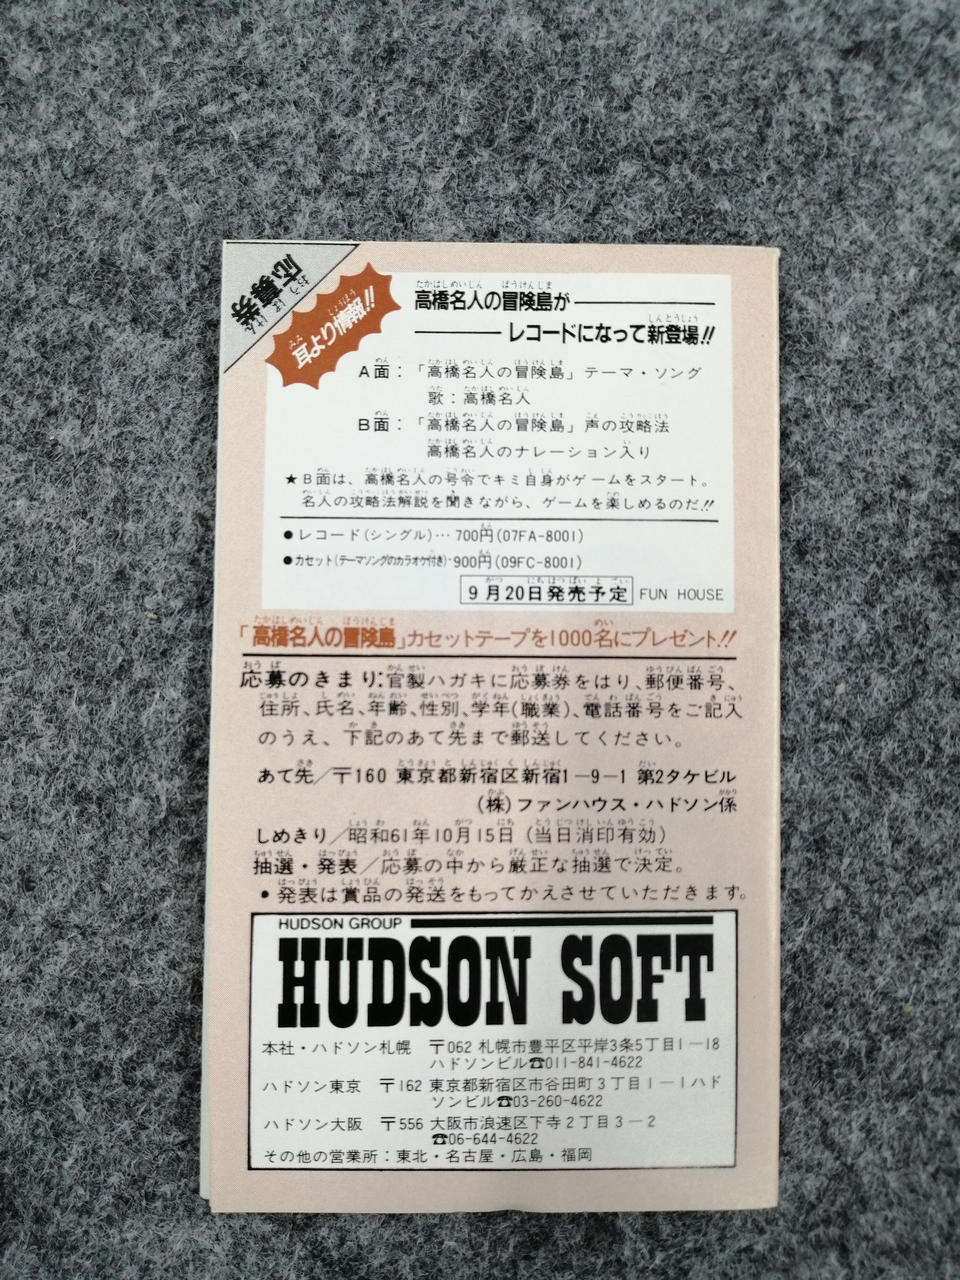 応募券
耳より情報!!
高橋名人の冒険島が
レコードになって新登場!!
A面：「高橋名人の冒険島」テーマ・ソング
歌：高橋名人
B面：「高橋名人の冒険島」声の攻略法
高橋名人のナレーション入り
★B面は、高橋名人の号令でキミ自身がゲームをスタート。
名人の攻略法解説を聞きながら、ゲームを楽しめるのだ!!
●レコード(シングル)… 700円(07FA-8001)
●カセット(テーマソングのカラオケ付き)・900円(09FC-8001)
9月20日発売予定 FUN HOUSE
「高橋名人の冒険島」カセットテープを1000名にプレゼント!!
応募のきまり：官製ハガキに応募券をはり、郵便番号、
住所、氏名、年齢、性別、学年(職業)、電話番号をご記入
のうえ、下記のあて先まで郵送してください。
あて先／〒160 東京都新宿区新宿1-9-1 第2タケビル
(株)ファンハウス・ハドソン係
しめきり／昭和61年10月15日(当日消印有効)
抽選・発表／応募の中から厳正な抽選で決定。
●発表は賞品の発送をもってかえさせていただきます。
HUDSON GROUP
HUDSON SOFT
本社・ハドソン札幌 〒062 札幌市豊平区平岸3条5丁目1-18
ハドソンビル☎011-841-4622
ハドソン東京 〒162 東京都新宿区市谷田町3丁目1-1ハド
ソンビル☎03-260-4622
ハドソン大阪 〒556 大阪市浪速区下寺2丁目3-2
☎06-644-4622
その他の営業所：東北・名古屋・広島・福岡